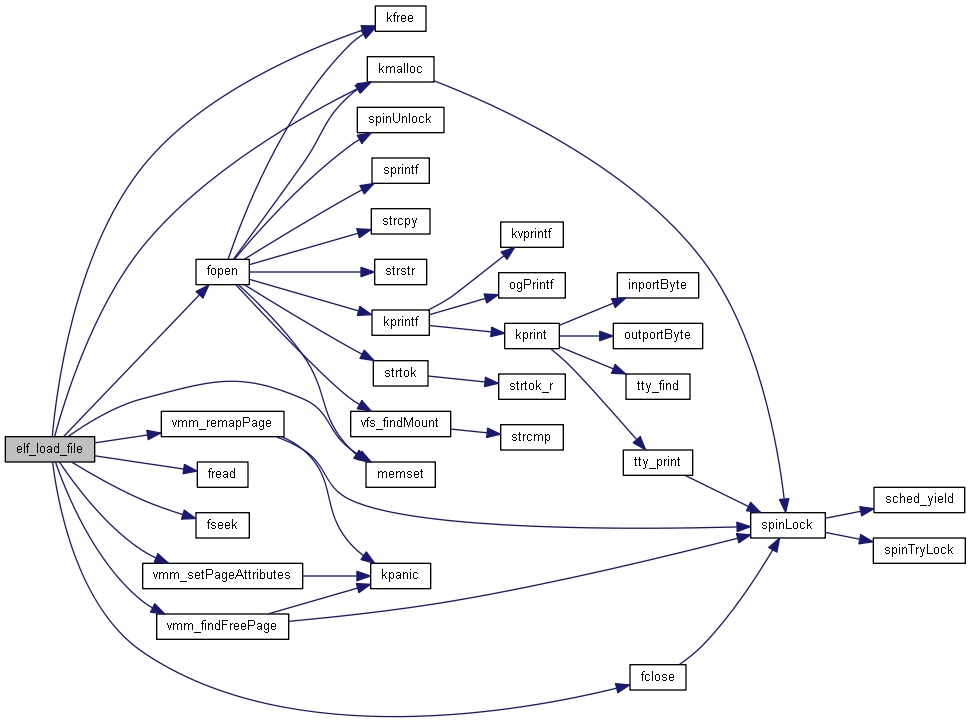 kfree
kmalloc
spinUnlock
sprintf
strcpy
kvprintf
fopen
strstr
ogPrintf
inportByte
kprintf
kprint
outportByte
strtok
strtok_r
tty_find
vmm_remapPage
vfs_findMount
strcmp
elf_load_file
tty_print
fread
memset
sched_yield
fseek
spinLock
spinTryLock
vmm_setPageAttributes
kpanic
vmm_findFreePage
fclose